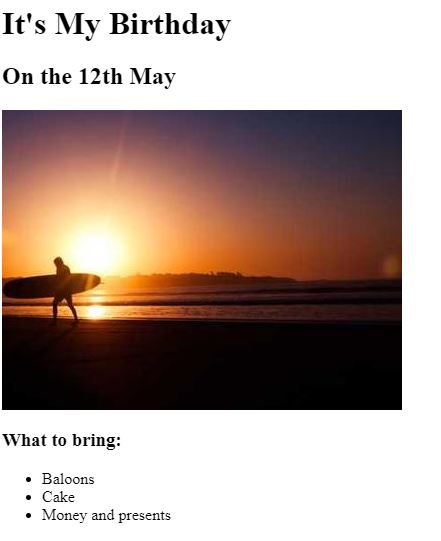 It's My Birthday
On the 12th May
What to bring:
Baloons
Cake
Money and presents